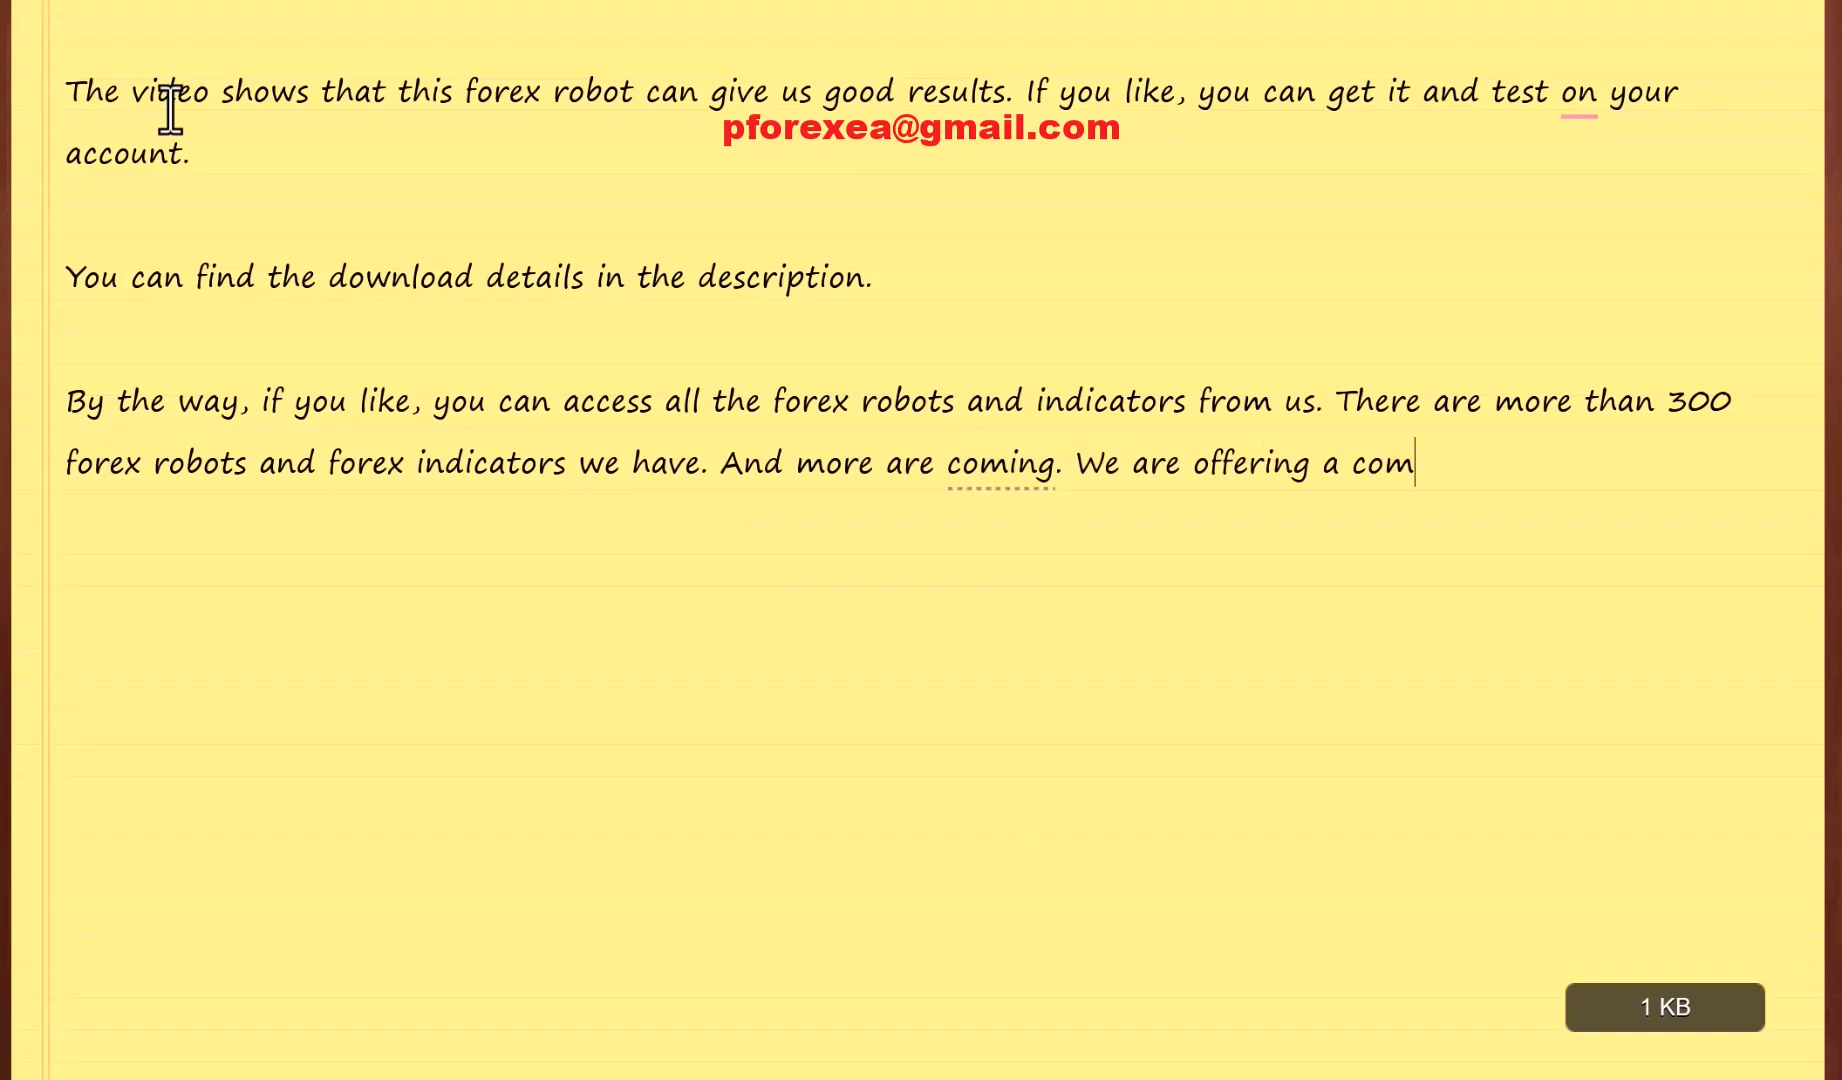 The video shows that this forex robot can give us good results. If you like, you can get it and test on your
pforexea@gmail.com
account.
You can find the download details in the description.
By the way, if you like, you can access all the forex robots and indicators from us. There are more than 300
forex robots and forex indicators we have. And more are coming. We are offering a com
1 KB